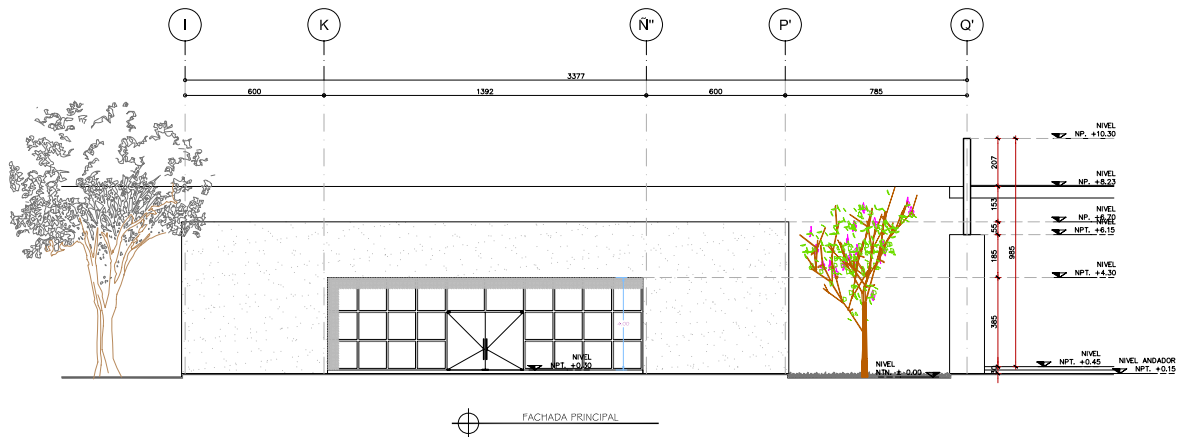 I K Ñ" P' Q'
3377
600 1392 600 785
NIVEL
NP. +10.30
207
NIVEL
NP. +8.23
153
NIVEL
NP. +6.70
NIVEL
NPT. +6.15
55
185
985
NIVEL
NPT. +4.30
385
NIVEL
NPT. +0.30
NIVEL
NTN. ± 0.00
NIVEL
NPT. +0.45
NIVEL ANDADOR
NPT. +0.15
FACHADA PRINCIPAL